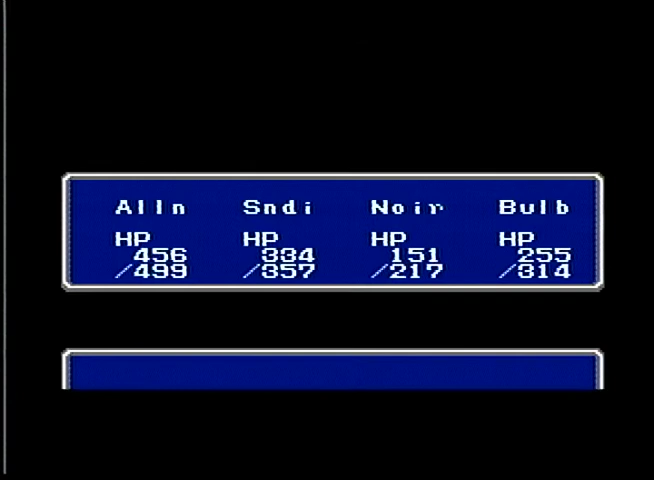 Alln Sndi Noir Bulb
HP HP HP HP
456 334 151 255
/499 /357 /217 /314